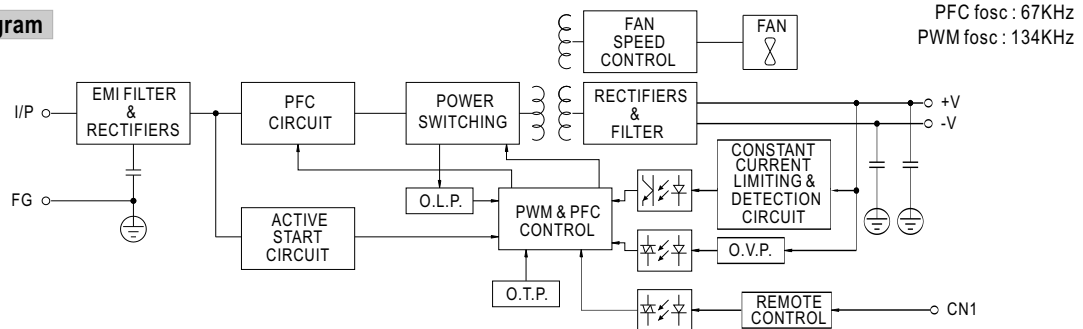 gram
PFC fosc : 67KHz
PWM fosc : 134KHz
FAN
SPEED
CONTROL
FAN
I/P
EMI FILTER
&
RECTIFIERS
PFC
CIRCUIT
POWER
SWITCHING
RECTIFIERS
&
FILTER
+V
-V
CONSTANT
CURRENT
LIMITING &
DETECTION
CIRCUIT
FG
O.L.P.
PWM & PFC
CONTROL
ACTIVE
START
CIRCUIT
O.V.P.
O.T.P.
REMOTE
CONTROL
CN1